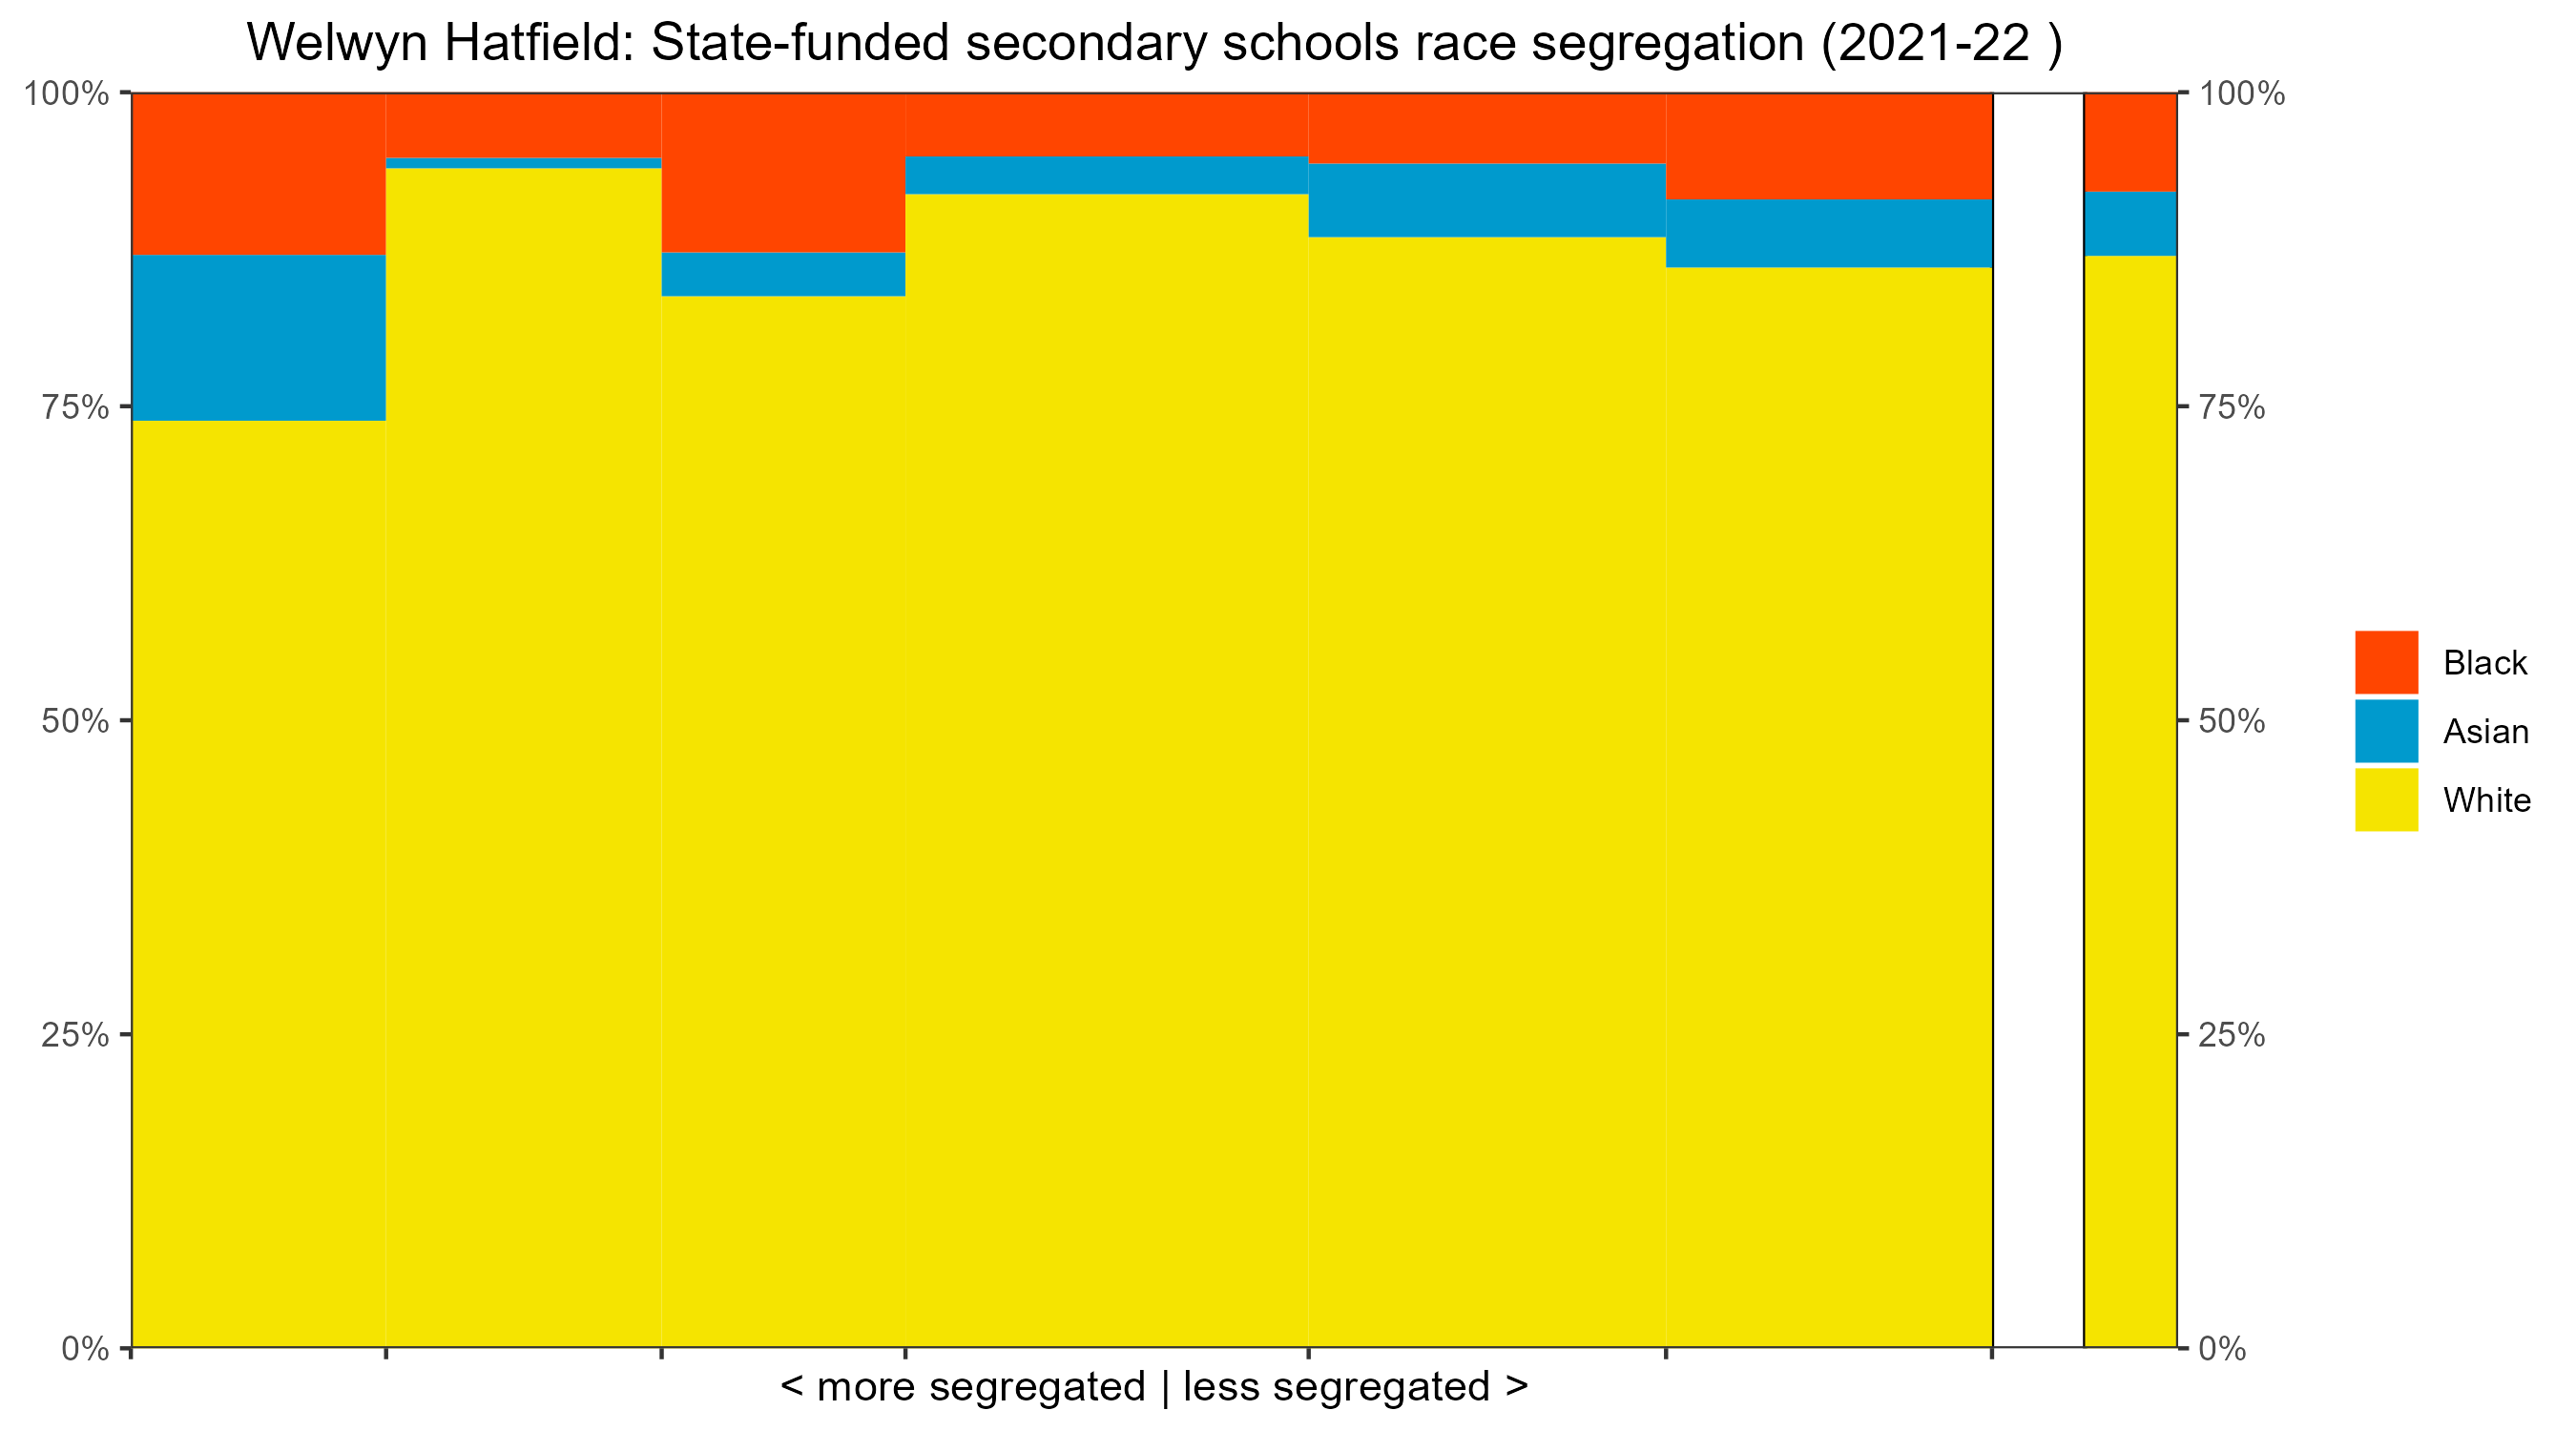 Welwyn Hatfield: State-funded secondary schools race segregation (2021-22 )
100%
75%
50%
25%
0%
100%
75%
50%
25%
0%
Black
Asian
White
< more segregated | less segregated >